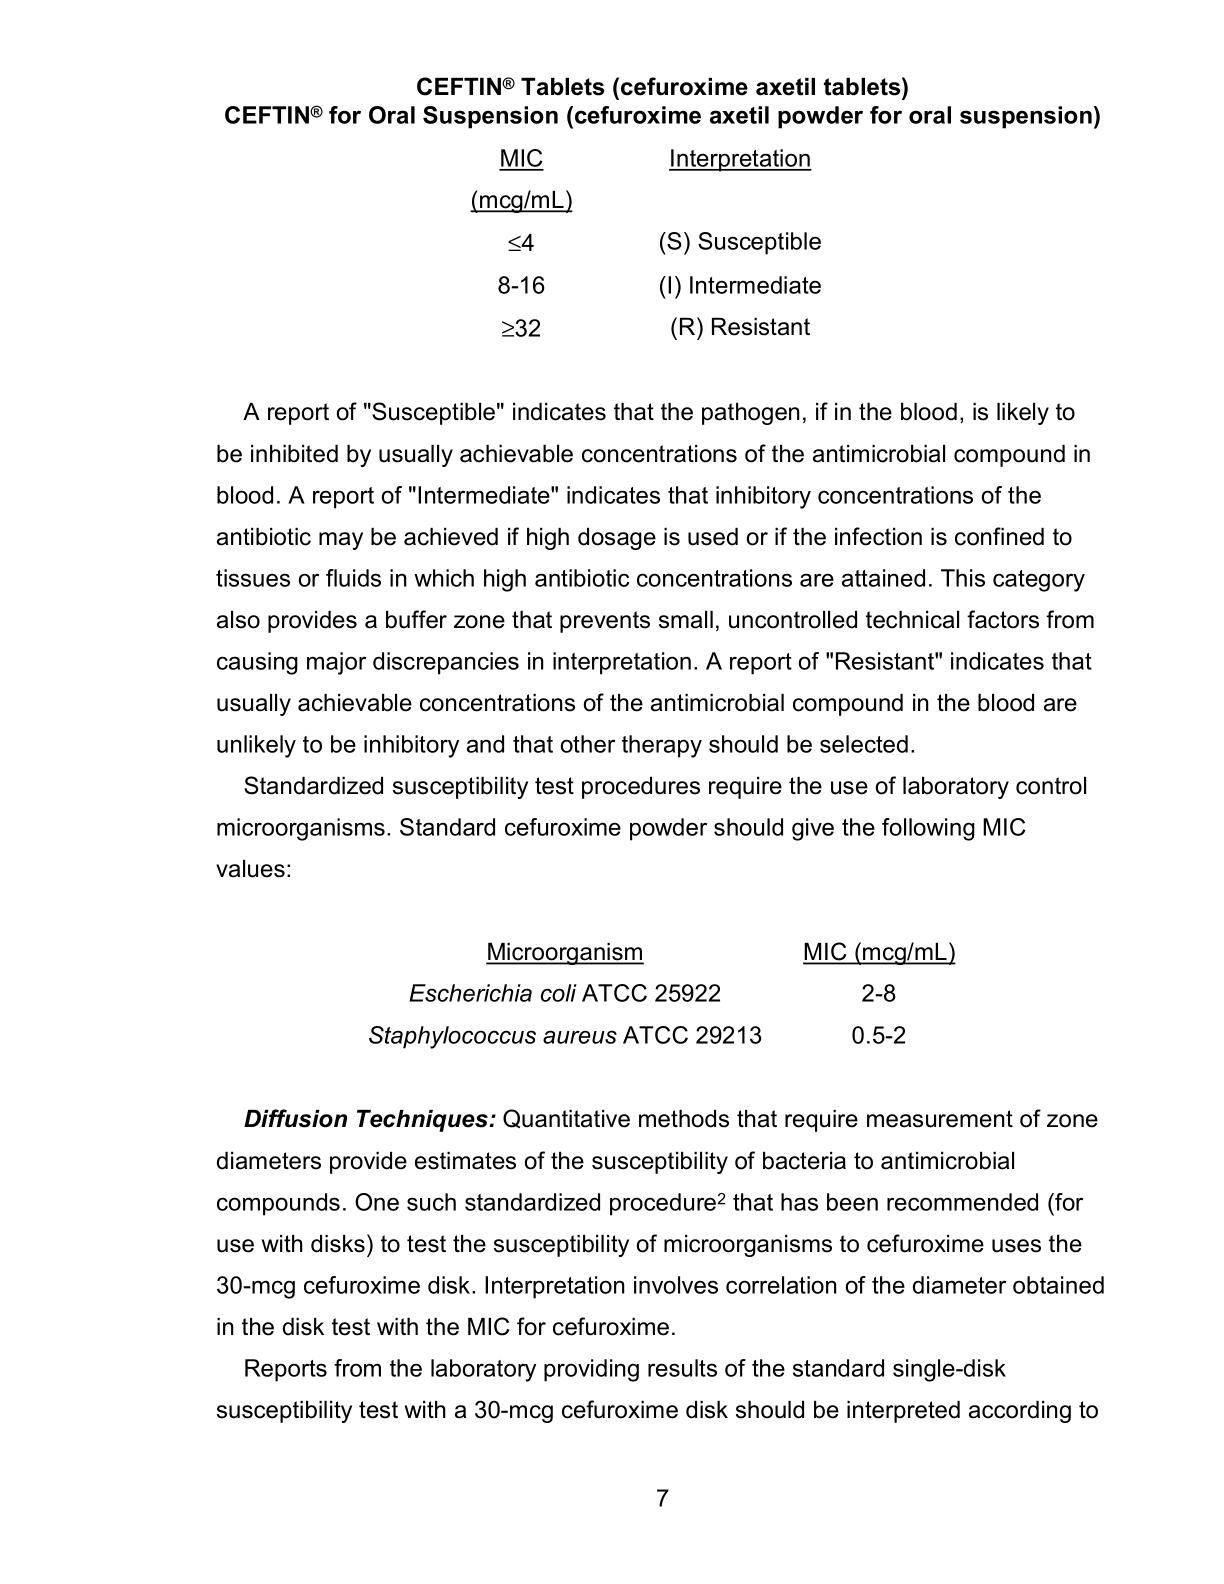 CEFTIN® Tablets (cefuroxime axetil tablets)
CEFTIN® for Oral Suspension (cefuroxime axetil powder for oral suspension)
MIC Interpretation
(mcg/mL)
≤4 (S) Susceptible
8-16 (I) Intermediate
≥32 (R) Resistant
A report of "Susceptible" indicates that the pathogen, if in the blood, is likely to
be inhibited by usually achievable concentrations of the antimicrobial compound in
blood. A report of "Intermediate" indicates that inhibitory concentrations of the
antibiotic may be achieved if high dosage is used or if the infection is confined to
tissues or fluids in which high antibiotic concentrations are attained. This category
also provides a buffer zone that prevents small, uncontrolled technical factors from
causing major discrepancies in interpretation. A report of "Resistant" indicates that
usually achievable concentrations of the antimicrobial compound in the blood are
unlikely to be inhibitory and that other therapy should be selected.
Standardized susceptibility test procedures require the use of laboratory control
microorganisms. Standard cefuroxime powder should give the following MIC
values:
Microorganism MIC (mcg/mL)
Escherichia coli ATCC 25922 2-8
Staphylococcus aureus ATCC 29213 0.5-2
Diffusion Techniques: Quantitative methods that require measurement of zone
diameters provide estimates of the susceptibility of bacteria to antimicrobial
compounds. One such standardized procedure2 that has been recommended (for
use with disks) to test the susceptibility of microorganisms to cefuroxime uses the
30-mcg cefuroxime disk. Interpretation involves correlation of the diameter obtained
in the disk test with the MIC for cefuroxime.
Reports from the laboratory providing results of the standard single-disk
susceptibility test with a 30-mcg cefuroxime disk should be interpreted according to
7